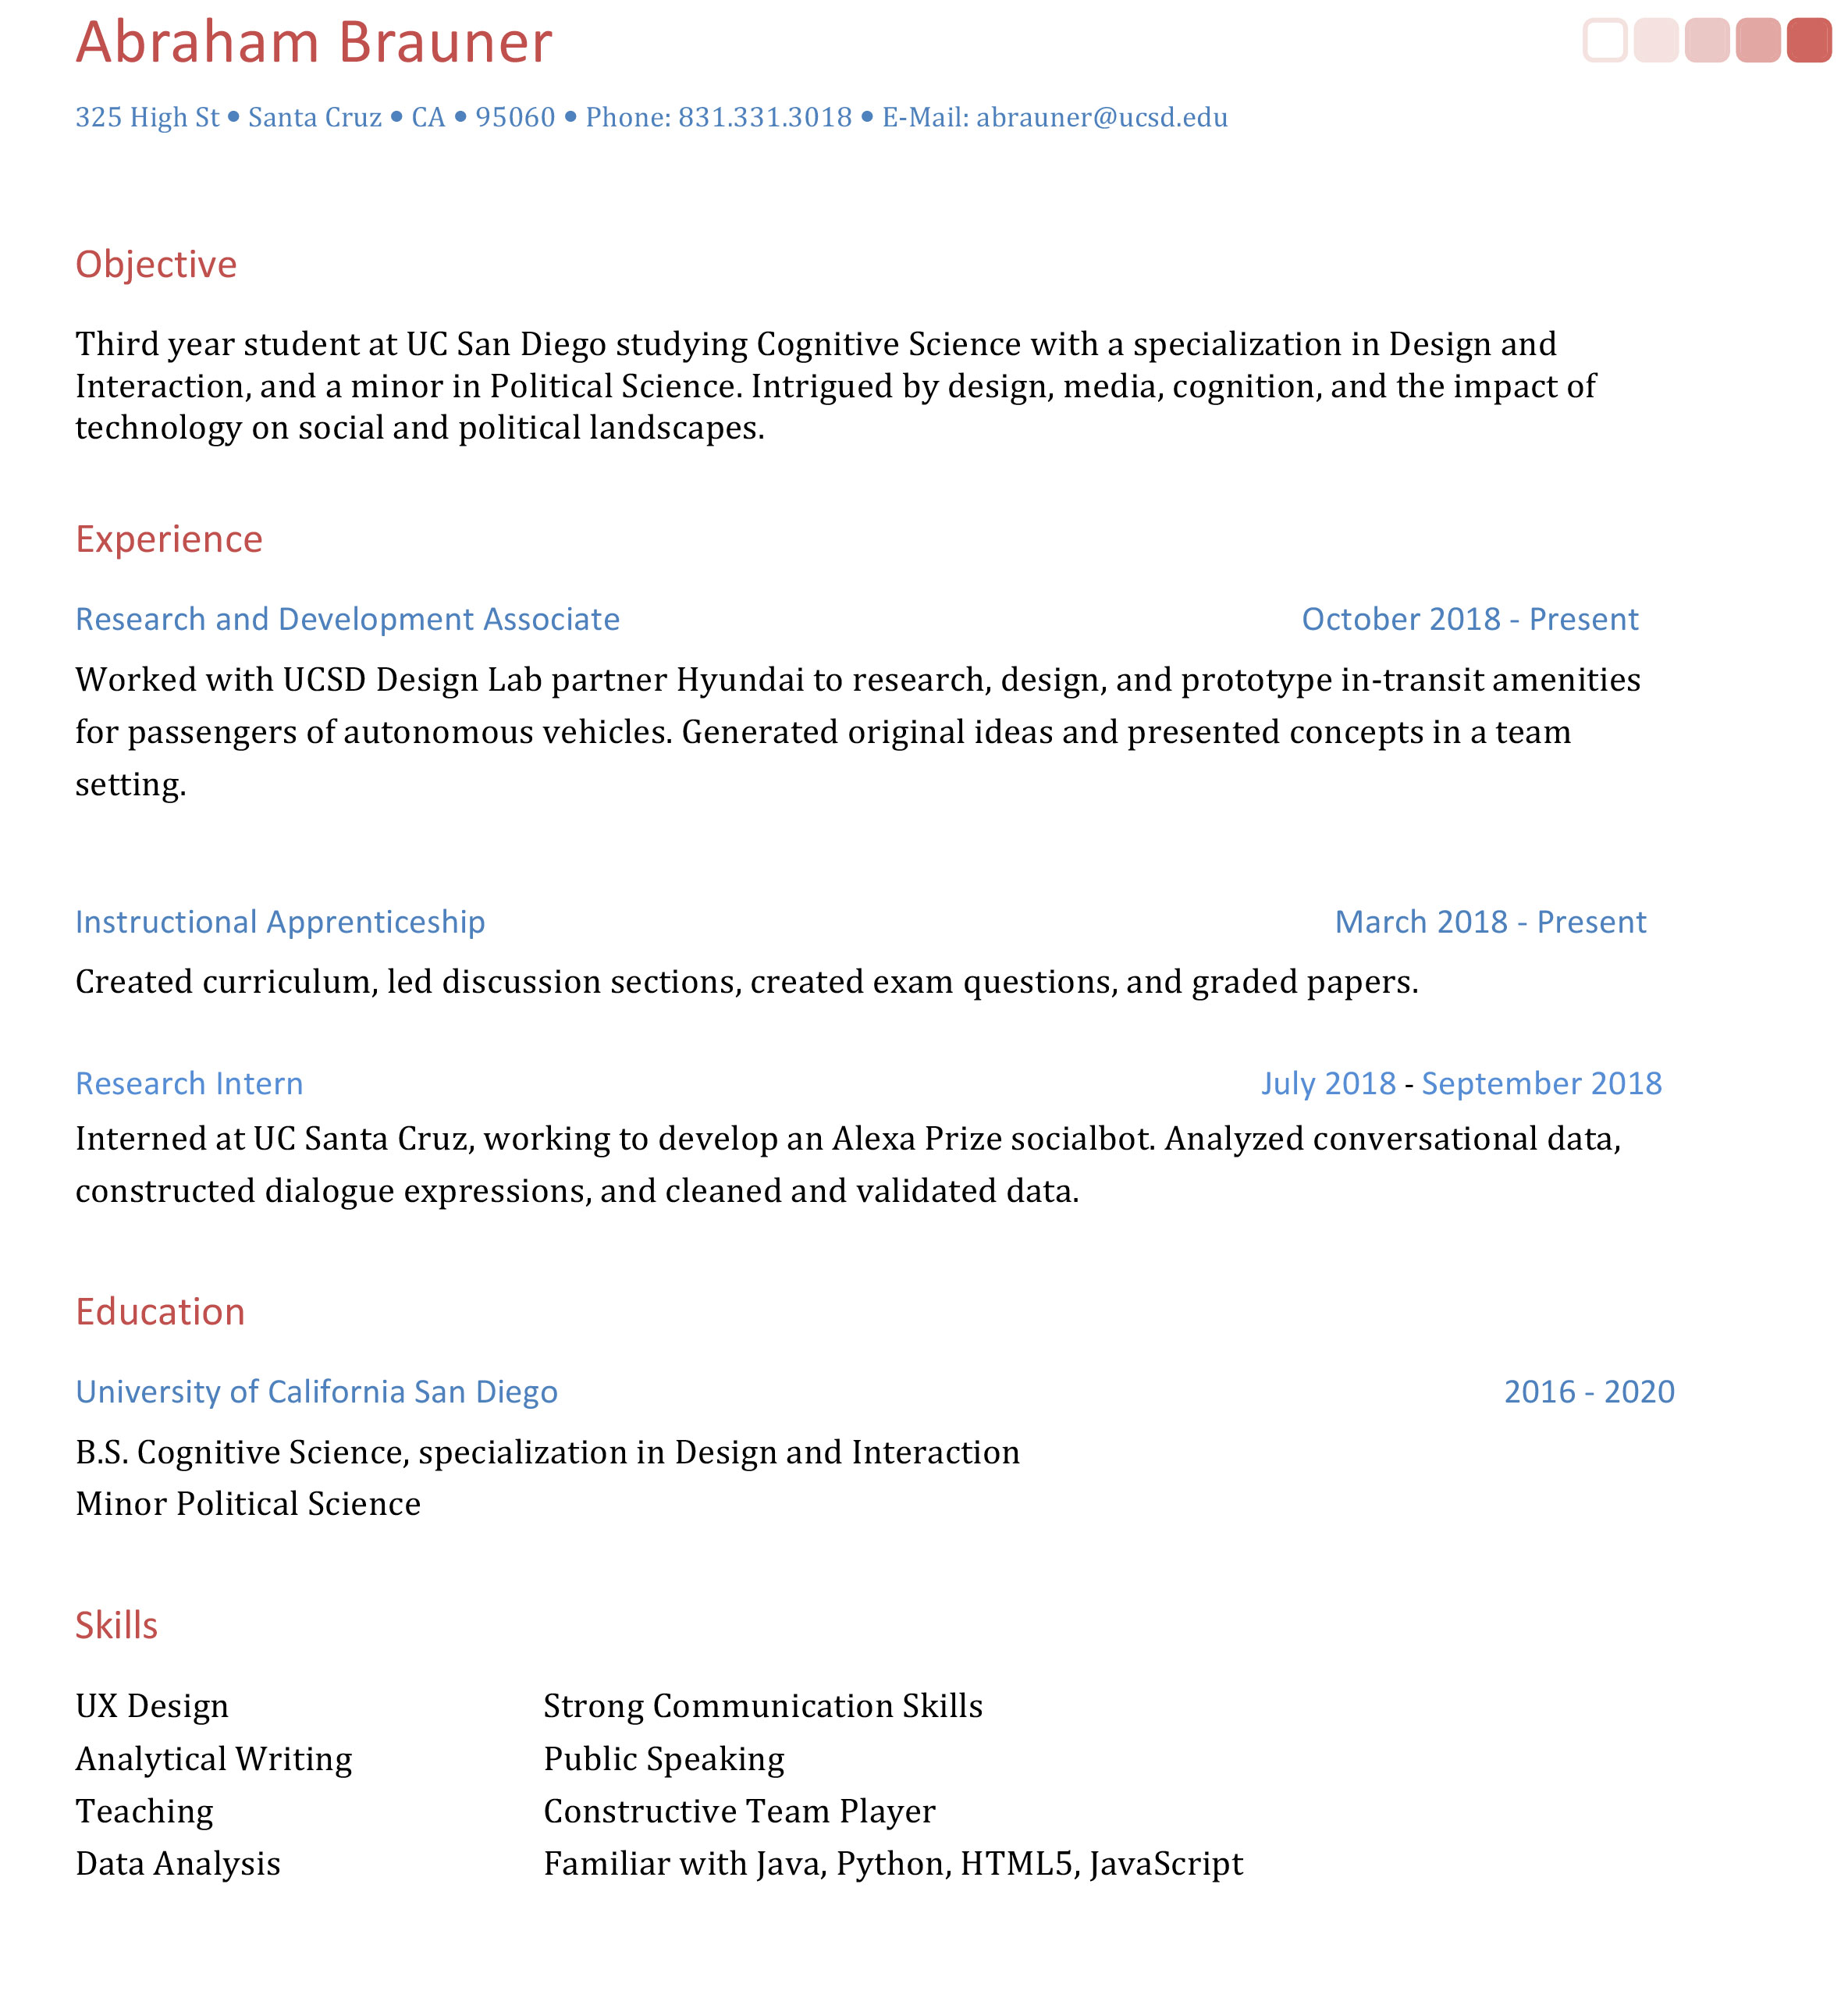 Abraham Brauner
325 High St • Santa Cruz • CA • 95060 • Phone: 831.331.3018 • E-Mail: abrauner@ucsd.edu
Objective
Third year student at UC San Diego studying Cognitive Science with a specialization in Design and
Interaction, and a minor in Political Science. Intrigued by design, media, cognition, and the impact of
technology on social and political landscapes.
Experience
Research and Development Associate October 2018 - Present
Worked with UCSD Design Lab partner Hyundai to research, design, and prototype in-transit amenities
for passengers of autonomous vehicles. Generated original ideas and presented concepts in a team
setting.
Instructional Apprenticeship March 2018 - Present
Created curriculum, led discussion sections, created exam questions, and graded papers.
Research Intern July 2018 - September 2018
Interned at UC Santa Cruz, working to develop an Alexa Prize socialbot. Analyzed conversational data,
constructed dialogue expressions, and cleaned and validated data.
Education
University of California San Diego 2016 - 2020
B.S. Cognitive Science, specialization in Design and Interaction
Minor Political Science
Skills
UX Design Strong Communication Skills
Analytical Writing Public Speaking
Teaching Constructive Team Player
Data Analysis Familiar with Java, Python, HTML5, JavaScript